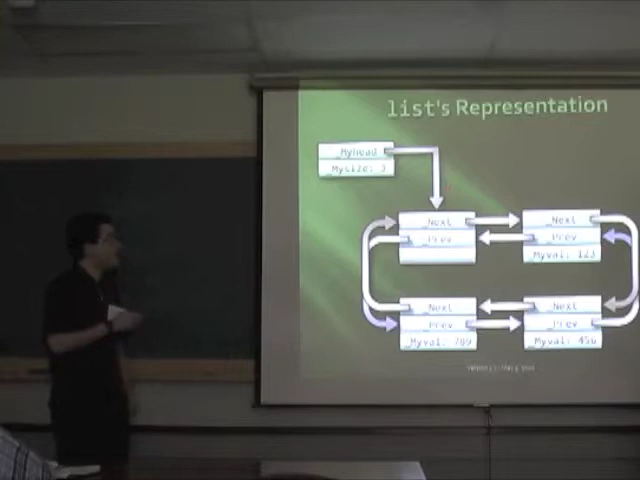 list's Representation
_Myhead
_Mysize: 3
_Next
_Prev
_Next
_Prev
_Myval: 123
_Next
_Prev
_Myval: 789
_Next
_Prev
_Myval: 456